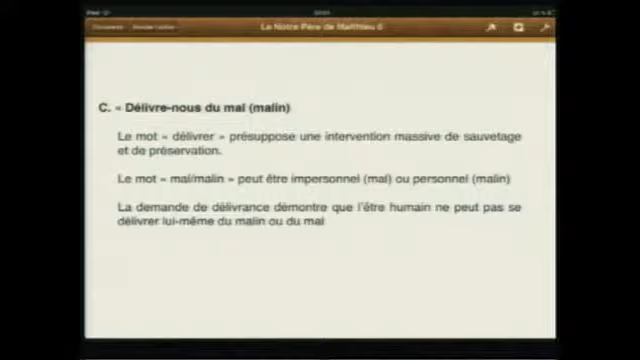 Le Notre Père de Matthieu 6
C. « Délivre-nous du mal (malin)
Le mot « délivrer » présuppose une intervention massive de sauvetage
et de préservation.
Le mot « mal/malin » peut être impersonnel (mal) ou personnel (malin)
La demande de délivrance démontre que l'être humain ne peut pas se
délivrer lui-même du malin ou du mal